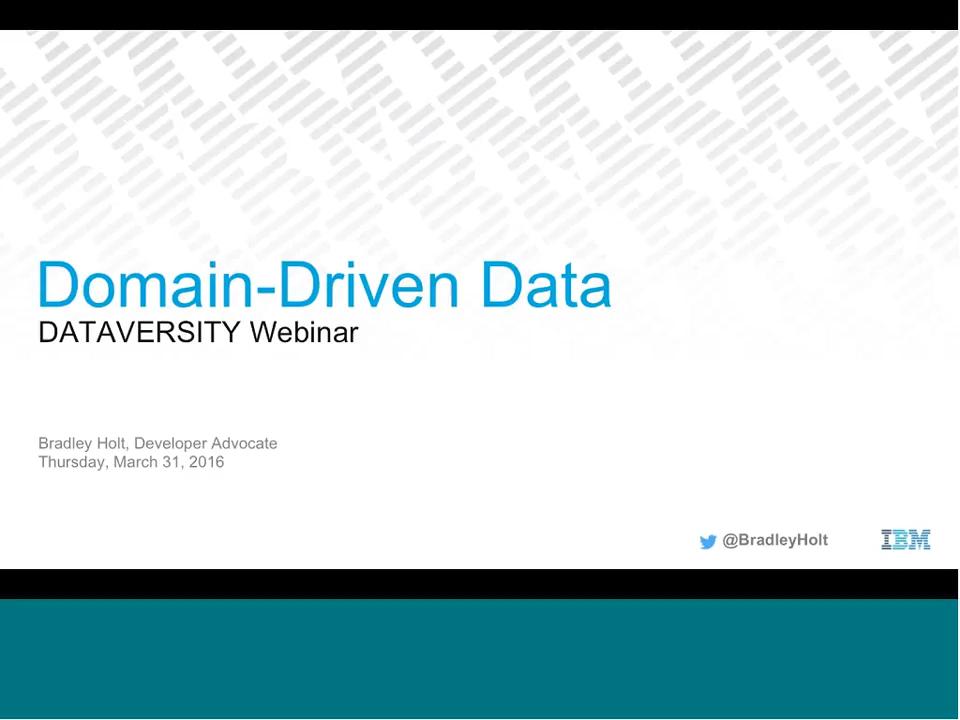 Domain-Driven Data
DATAVERSITY Webinar
Bradley Holt, Developer Advocate
Thursday, March 31, 2016
@BradleyHolt
IBM